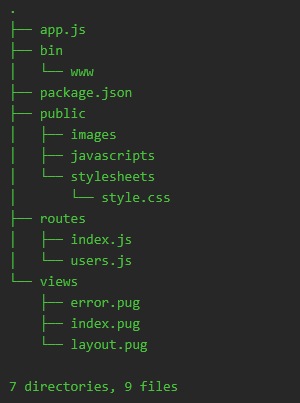 .
├── app.js
├── bin
│   └── www
├── package.json
├── public
│   ├── images
│   ├── javascripts
│   └── stylesheets
│       └── style.css
├── routes
│   ├── index.js
│   └── users.js
└── views
    ├── error.pug
    ├── index.pug
    └── layout.pug

7 directories, 9 files